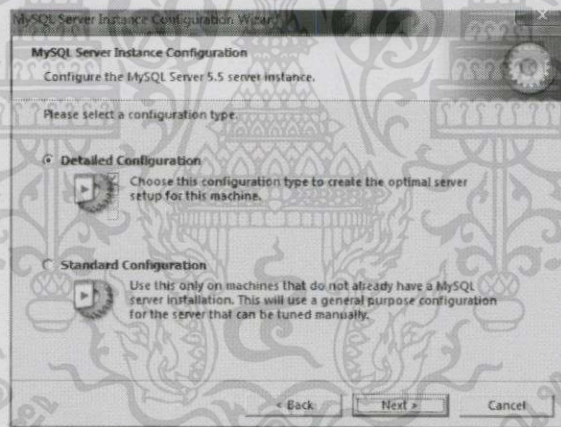 MySQL Server Instance Configuration Wizard
MySQL Server Instance Configuration
Configure the MySQL Server 5.5 server instance.
Please select a configuration type.
Detailed Configuration
Choose this configuration type to create the optimal server
setup for this machine.
Standard Configuration
Use this only on machines that do not already have a MySQL
server installation. This will use a general purpose configuration
for the server that can be tuned manually.
< Back
Next >
Cancel